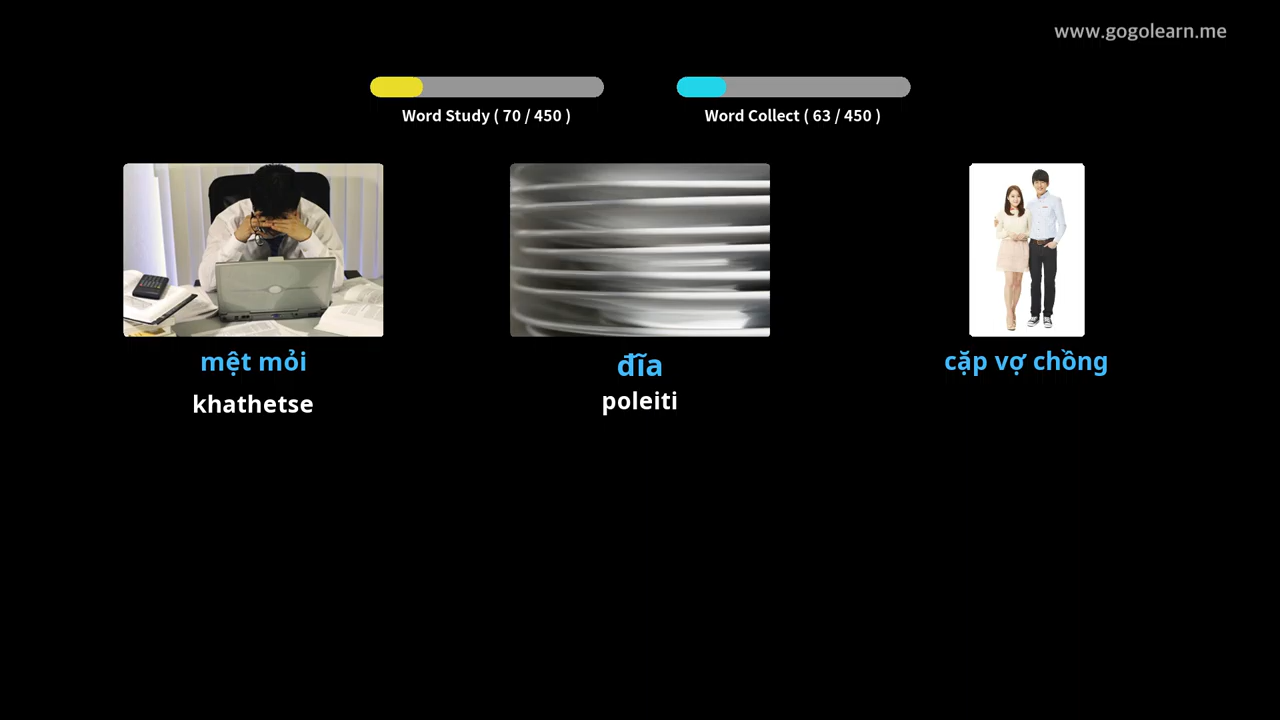 www.gogolearn.me
Word Study ( 70 / 450 )
Word Collect ( 63 / 450 )
mệt mỏi
khathetse
đĩa
poleiti
cặp vợ chồng